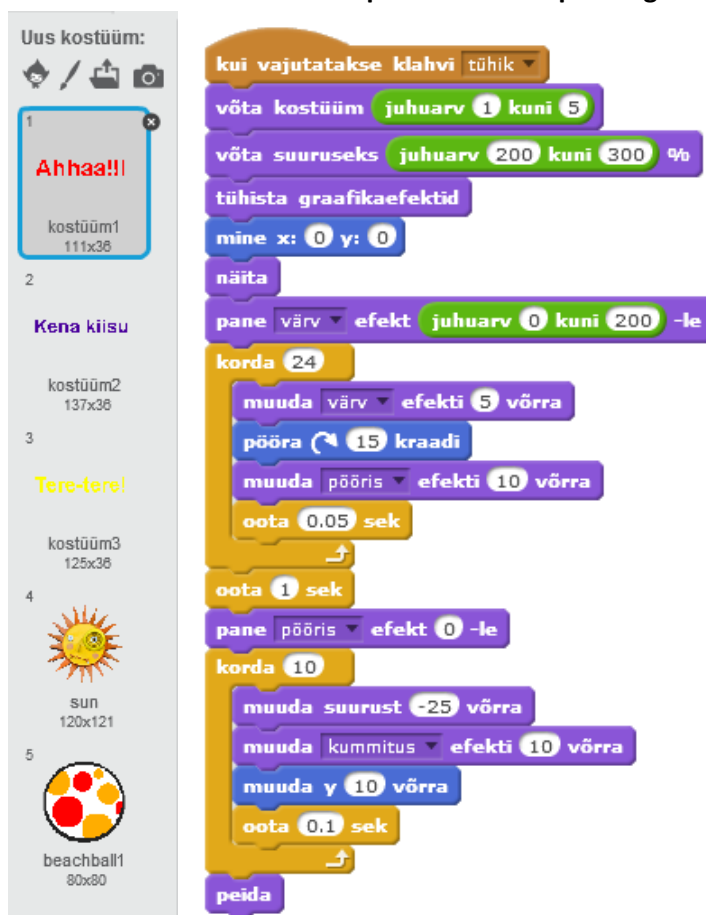 Uus kostüüm:
1
Ahhaa!!!
kostüüm1
111x36
2
Kena kiisu
kostüüm2
137x36
3
Tere-tere!
kostüüm3
125x36
4
sun
120x121
5
beachball1
80x80
kui vajutatakse klahvi tühik
võta kostüüm juhuarv 1 kuni 5
võta suuruseks juhuarv 200 kuni 300 %
tühista graafikaefektid
mine x: 0 y: 0
näita
pane värv efekt juhuarv 0 kuni 200 -le
korda 24
muuda värv efekti 5 võrra
pööra 15 kraadi
muuda pööris efekti 10 võrra
oota 0.05 sek
oota 1 sek
pane pööris efekt 0 -le
korda 10
muuda suurust -25 võrra
muuda kummitus efekti 10 võrra
muuda y 10 võrra
oota 0.1 sek
peida